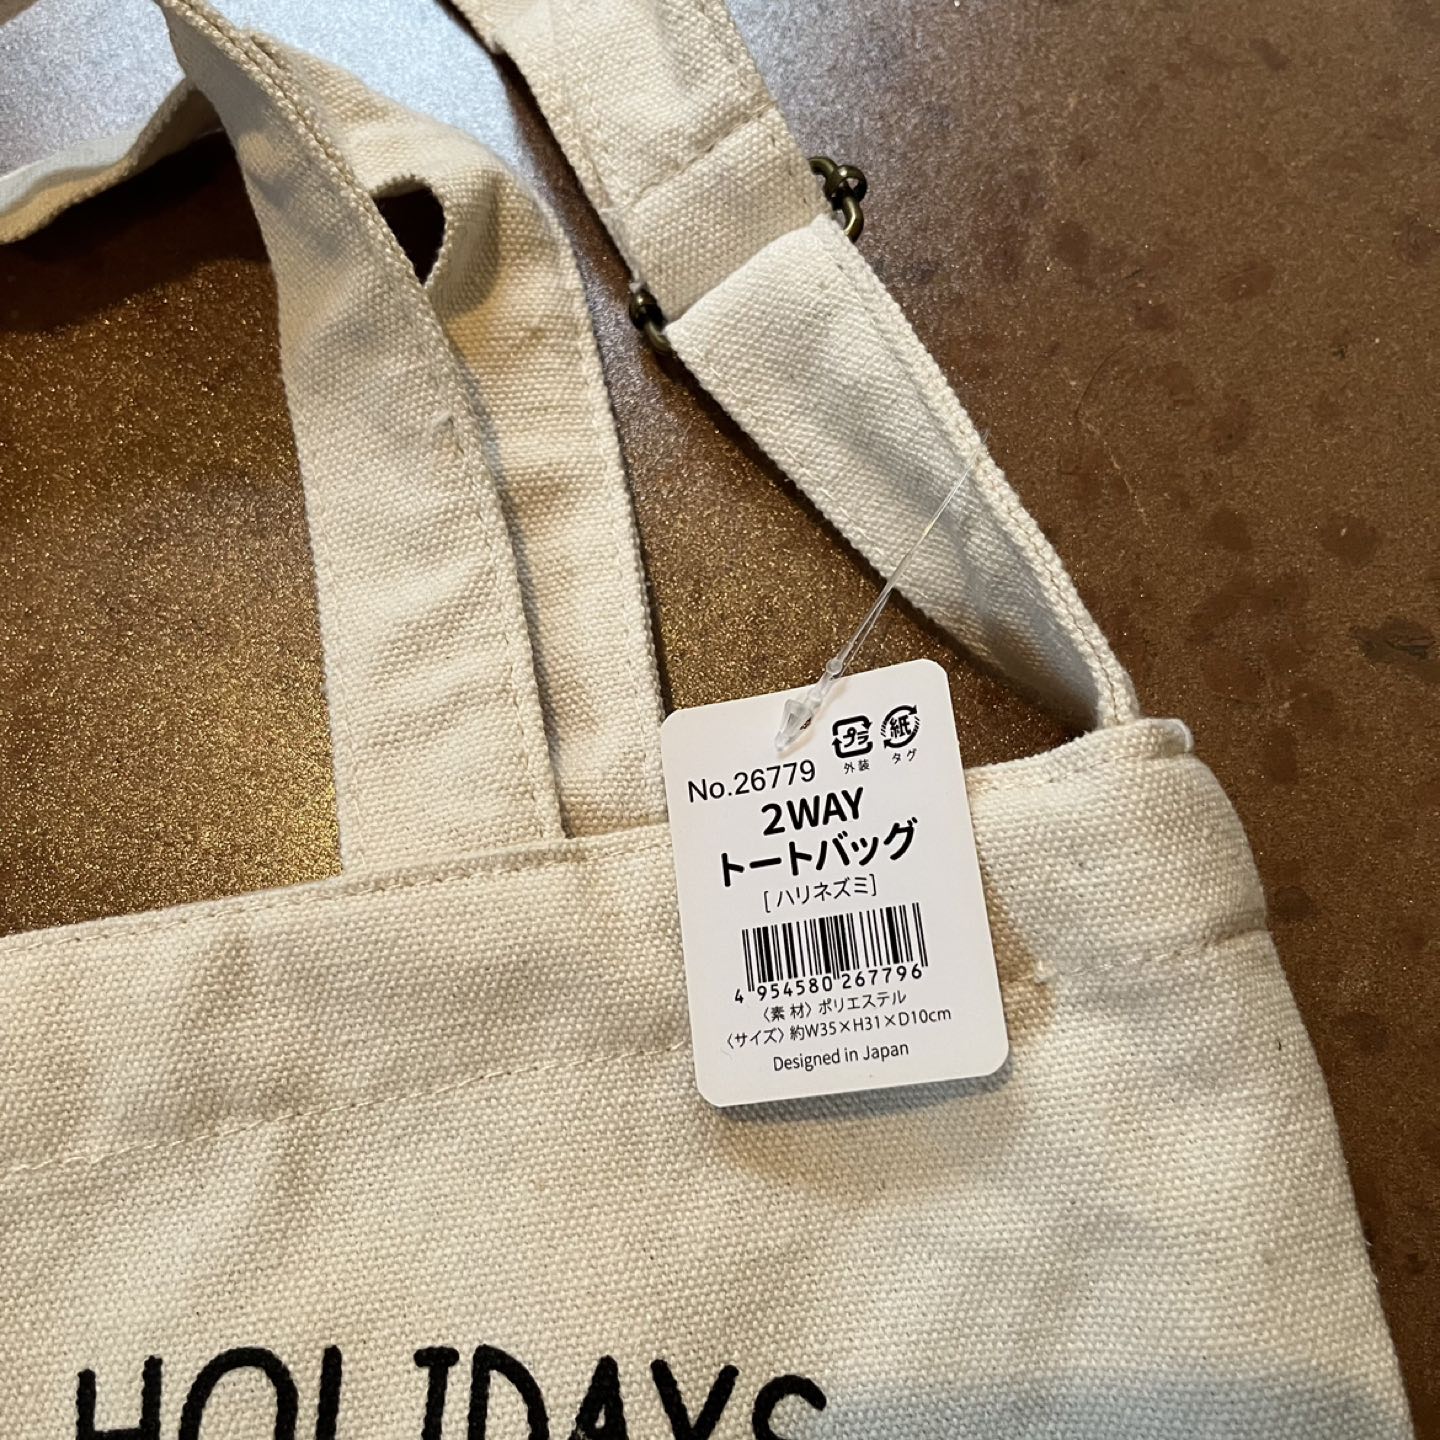 プラ 紙
外装 タグ
No.26779
2WAY
トートバッグ
[ハリネズミ]
4 954580 267796
〈素材〉ポリエステル
〈サイズ〉約W35×H31×D10cm
Designed in Japan
HOLIDAYS